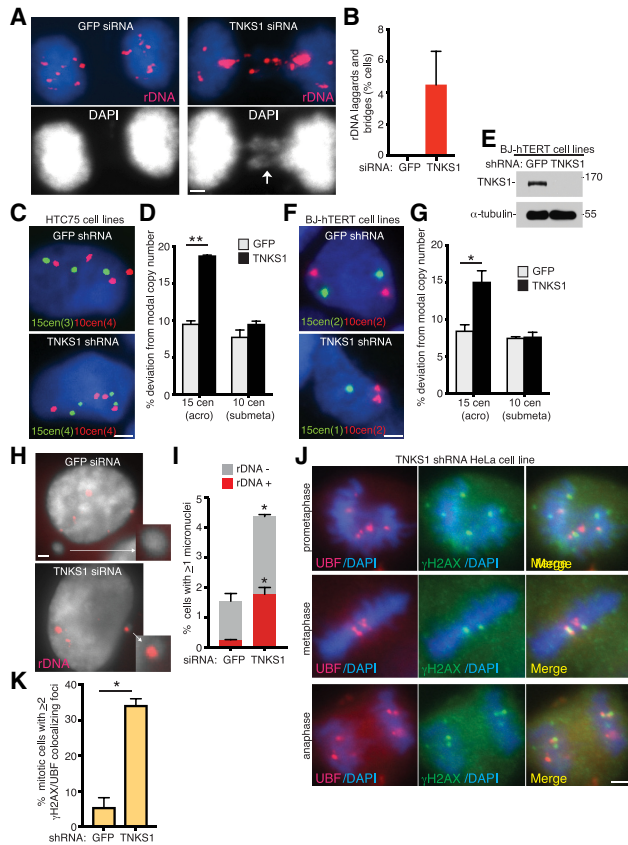 A
GFP siRNA
TNKS1 siRNA
rDNA
rDNA
DAPI
DAPI
B
rDNA laggards and
bridges (% cells)
8
6
4
2
0
siRNA: GFP TNKS1
E
BJ-hTERT cell lines
shRNA: GFP TNKS1
TNKS1-
-170
α-tubulin-
-55
C
HTC75 cell lines
GFP shRNA
15cen(3) 10cen(4)
TNKS1 shRNA
15cen(4) 10cen(4)
D
% deviation from modal copy number
20
15
10
5
0
**
GFP
TNKS1
15 cen
(acro)
10 cen
(submeta)
F
BJ-hTERT cell lines
GFP shRNA
15cen(2) 10cen(2)
TNKS1 shRNA
15cen(1) 10cen(2)
G
% deviation from modal copy number
20
15
10
5
0
*
GFP
TNKS1
15 cen
(acro)
10 cen
(submeta)
H
GFP siRNA
TNKS1 siRNA
rDNA
I
rDNA -
rDNA +
% cells with ≥1 micronuclei
5
4
3
2
1
0
*
*
siRNA: GFP TNKS1
J
TNKS1 shRNA HeLa cell line
prometaphase
UBF/DAPI
γH2AX/DAPI
Merge
metaphase
UBF/DAPI
γH2AX/DAPI
Merge
anaphase
UBF/DAPI
γH2AX/DAPI
Merge
K
% mitotic cells with ≥2
γH2AX/UBF colocalizing foci
40
30
20
10
0
*
shRNA: GFP TNKS1